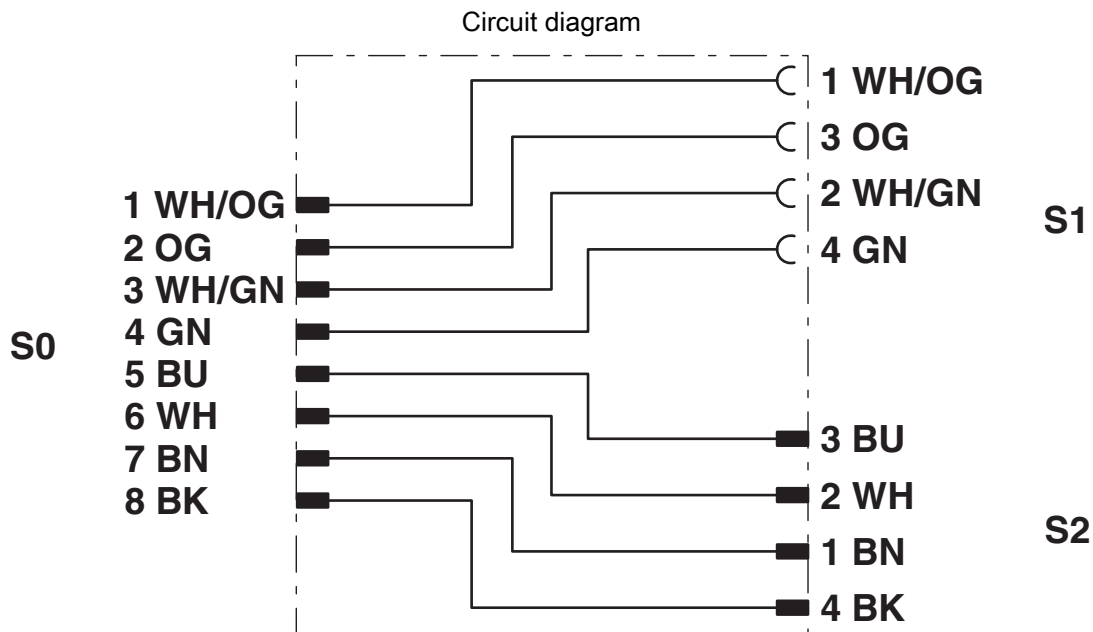 Circuit diagram
S0
1 WH/OG
2 OG
3 WH/GN
4 GN
5 BU
6 WH
7 BN
8 BK
1 WH/OG
3 OG
2 WH/GN
4 GN
S1
3 BU
2 WH
1 BN
4 BK
S2